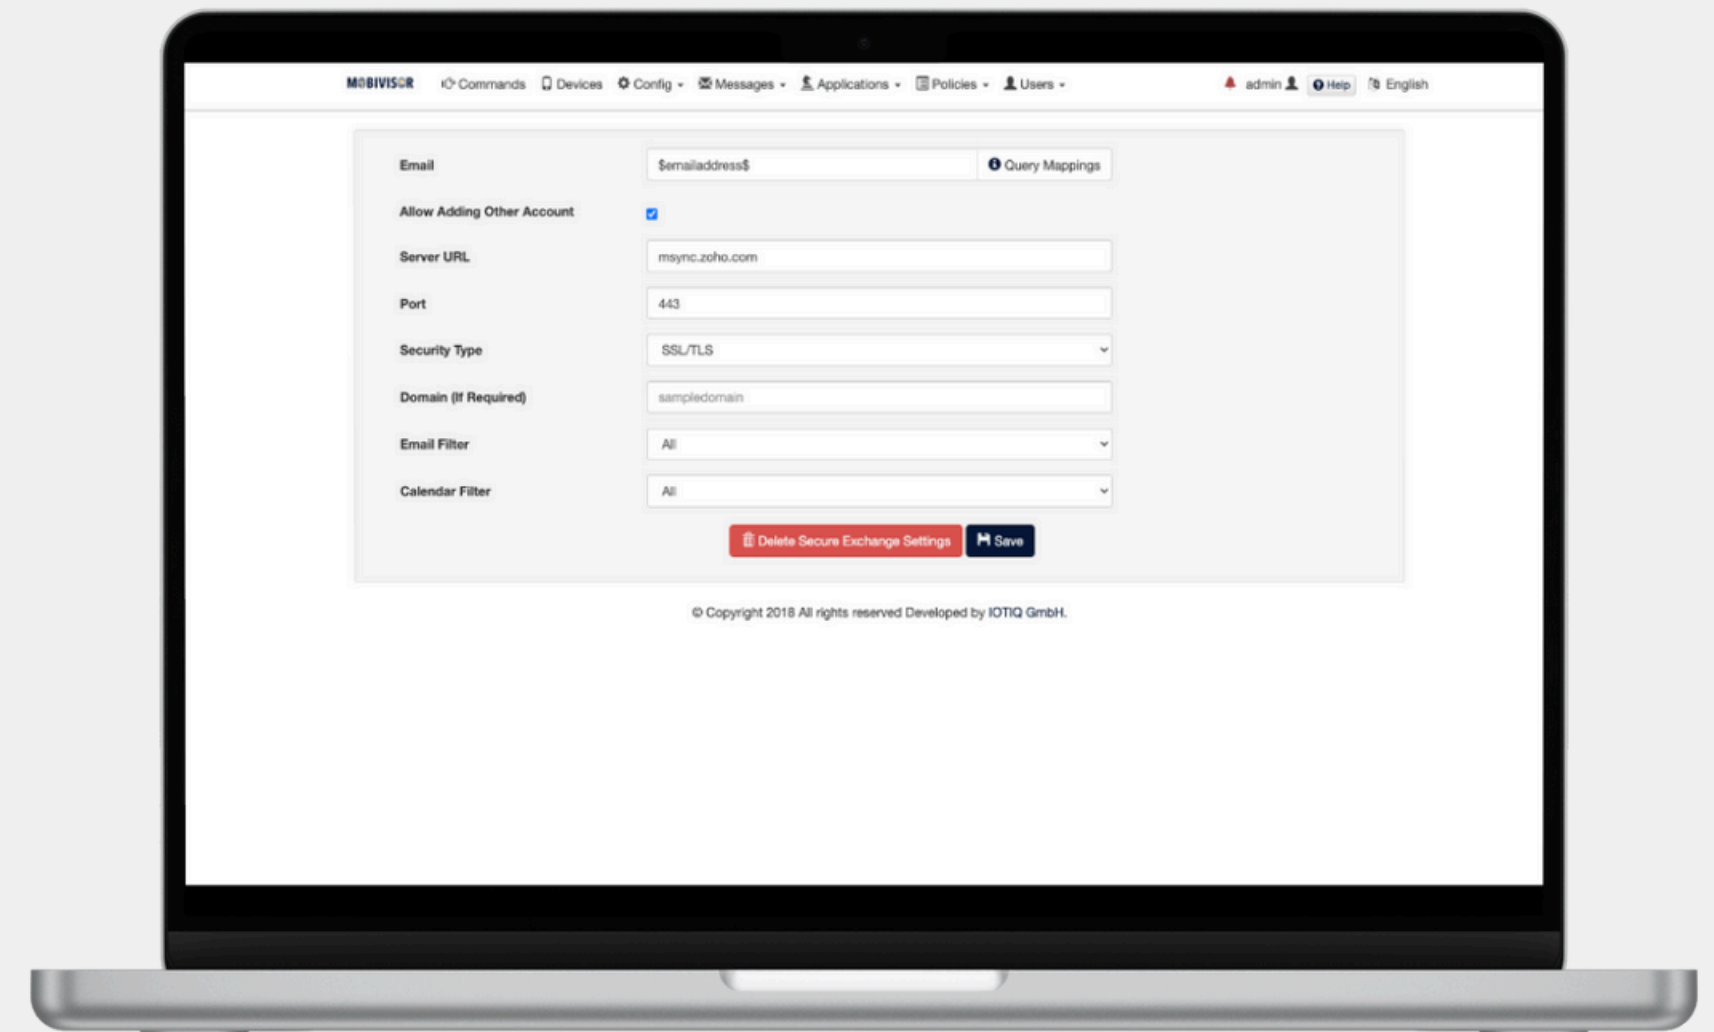 MOBIVISOR Commands Devices Config Messages Applications Policies Users admin Help English
Email $emailaddress$ Query Mappings
Allow Adding Other Account
Server URL msync.zoho.com
Port 443
Security Type SSL/TLS
Domain (If Required) sampledomain
Email Filter All
Calendar Filter All
Delete Secure Exchange Settings Save
© Copyright 2018 All rights reserved Developed by IOTIQ GmbH.